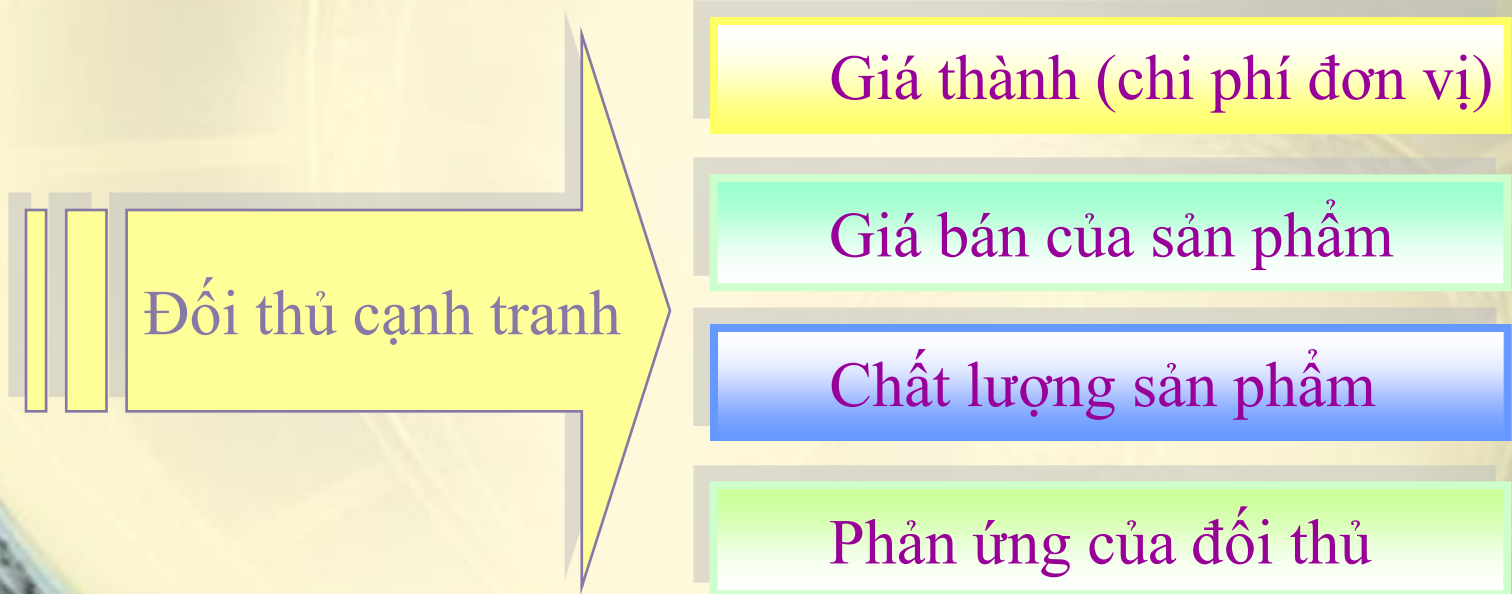 Đối thủ cạnh tranh
Giá thành (chi phí đơn vị)
Giá bán của sản phẩm
Chất lượng sản phẩm
Phản ứng của đối thủ